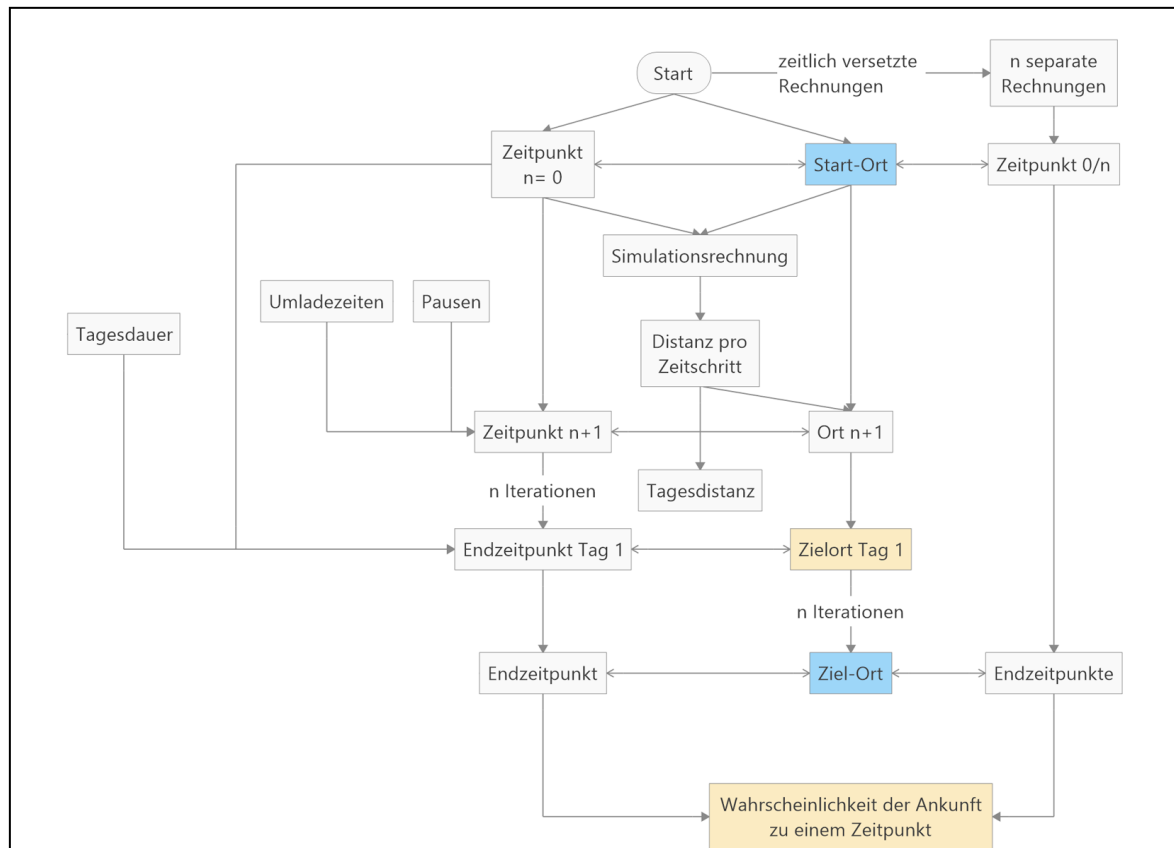 Start
zeitlich versetzte
Rechnungen
n separate
Rechnungen
Zeitpunkt
n= 0
Start-Ort
Zeitpunkt 0/n
Simulationsrechnung
Umladezeiten
Pausen
Tagesdauer
Distanz pro
Zeitschritt
Zeitpunkt n+1
Ort n+1
n Iterationen
Tagesdistanz
Endzeitpunkt Tag 1
Zielort Tag 1
n Iterationen
Endzeitpunkt
Ziel-Ort
Endzeitpunkte
Wahrscheinlichkeit der Ankunft
zu einem Zeitpunkt